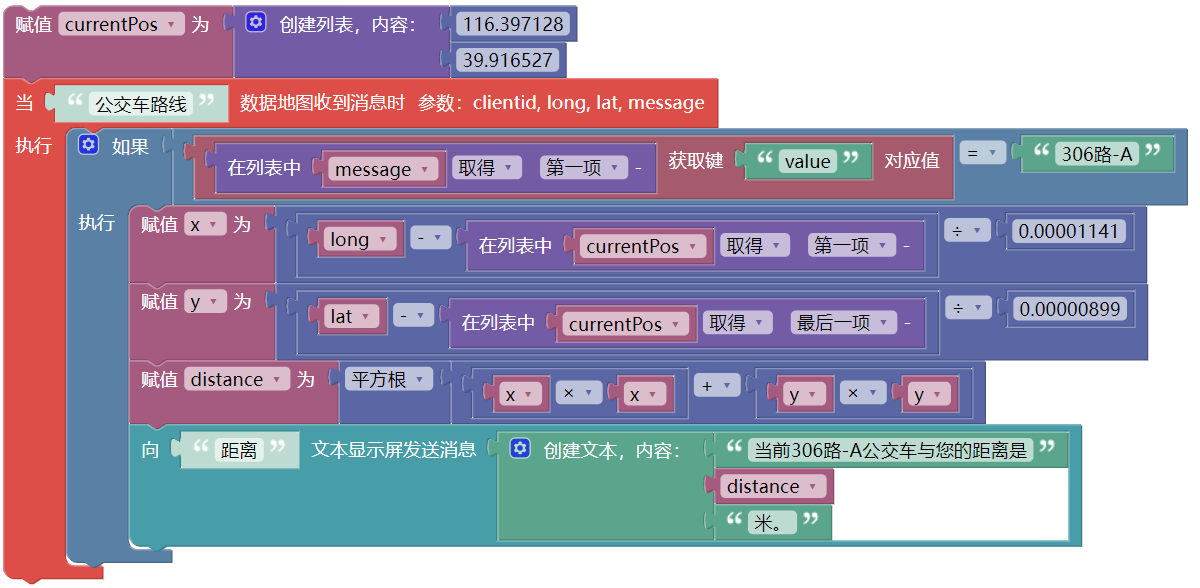 赋值 currentPos 为 创建列表，内容： 116.397128
39.916527
当 “ 公交车路线 ” 数据地图收到消息时 参数：clientid, long, lat, message
执行 如果 在列表中 message 取得 第一项 - 获取键 “ value ” 对应值 = “ 306路-A ”
执行 赋值 x 为 long - 在列表中 currentPos 取得 第一项 - ÷ 0.00001141
赋值 y 为 lat - 在列表中 currentPos 取得 最后一项 - ÷ 0.00000899
赋值 distance 为 平方根 x × x + y × y
向 “ 距离 ” 文本显示屏发送消息 创建文本，内容： “ 当前306路-A公交车与您的距离是 ”
distance
“ 米。 ”